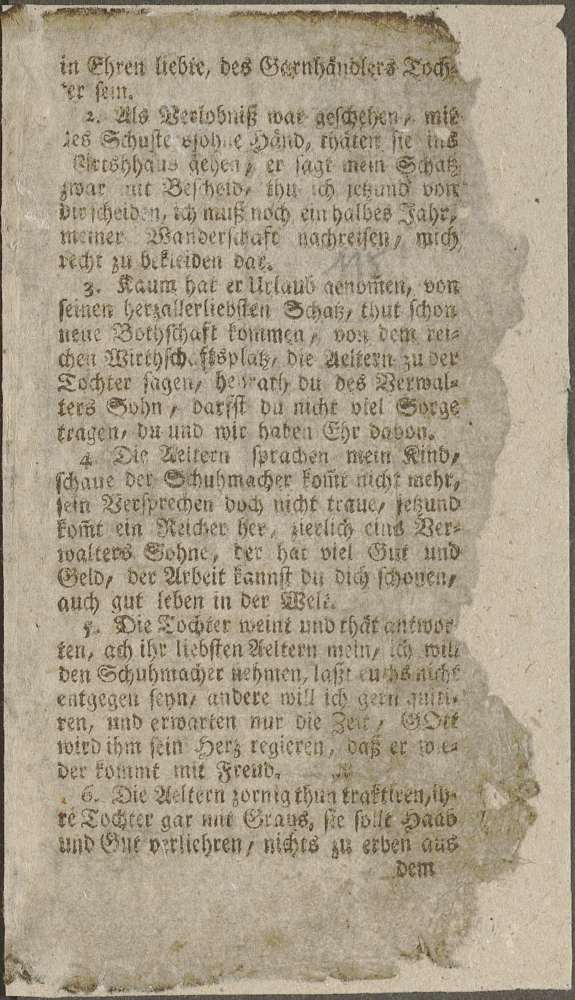 in Ehren liebte, des Garnhändlers Toch⸗
ter sein.
2. Als Verlobniß war geschehen, mit
des Schuste sohne Händ, thäten sie ins
Wirtshhaus gehen, er sagt mein Schatz
zwar mit Bescheid, thu ich jetzund von
dir scheiden, ich muß noch ein halbes Jahr,
meiner Wanderschaft nachreisen, mich
recht zu bekleiden dar.
3. Kaum hat er Urlaub genom̄en, von
seinen herzallerliebsten Schatz, thut schon
neue Bothschaft kommen, von dem rei⸗
chen Wirthschaftsplatz, die Aeltern zu der
Tochter sagen, heurath du des Verwal⸗
ters Sohn, darfst du nicht viel Sorge
tragen, du und wir haben Ehr davon.
4. Die Aeltern sprachen mein Kind,
schaue der Schuhmacher kom̄t nicht mehr,
sein Versprechen doch nicht traue, jetzund
kom̄t ein Reicher her, zierlich eins Ver⸗
walters Sohne, der hat viel Gut und
Geld, der Arbeit kannst du dich schonen,
auch gut leben in der Welt.
5. Die Tochter weint und thät antwor
ten, ach ihr liebsten Aeltern mein, ich will
den Schuhmacher nehmen, laßt euchs nicht
entgegen seyn, andere will ich gern quiti⸗
ren, und erwarten nur die Zeit, GOtt
wird ihm sein Herz regieren, daß er wie⸗
der kommt mit Freud.
6. Die Aeltern zornig thun traktiren, ih⸗
re Tochter gar mit Graus, sie sollt Haab
und Gut verliehren, nichts zu erben aus
dem